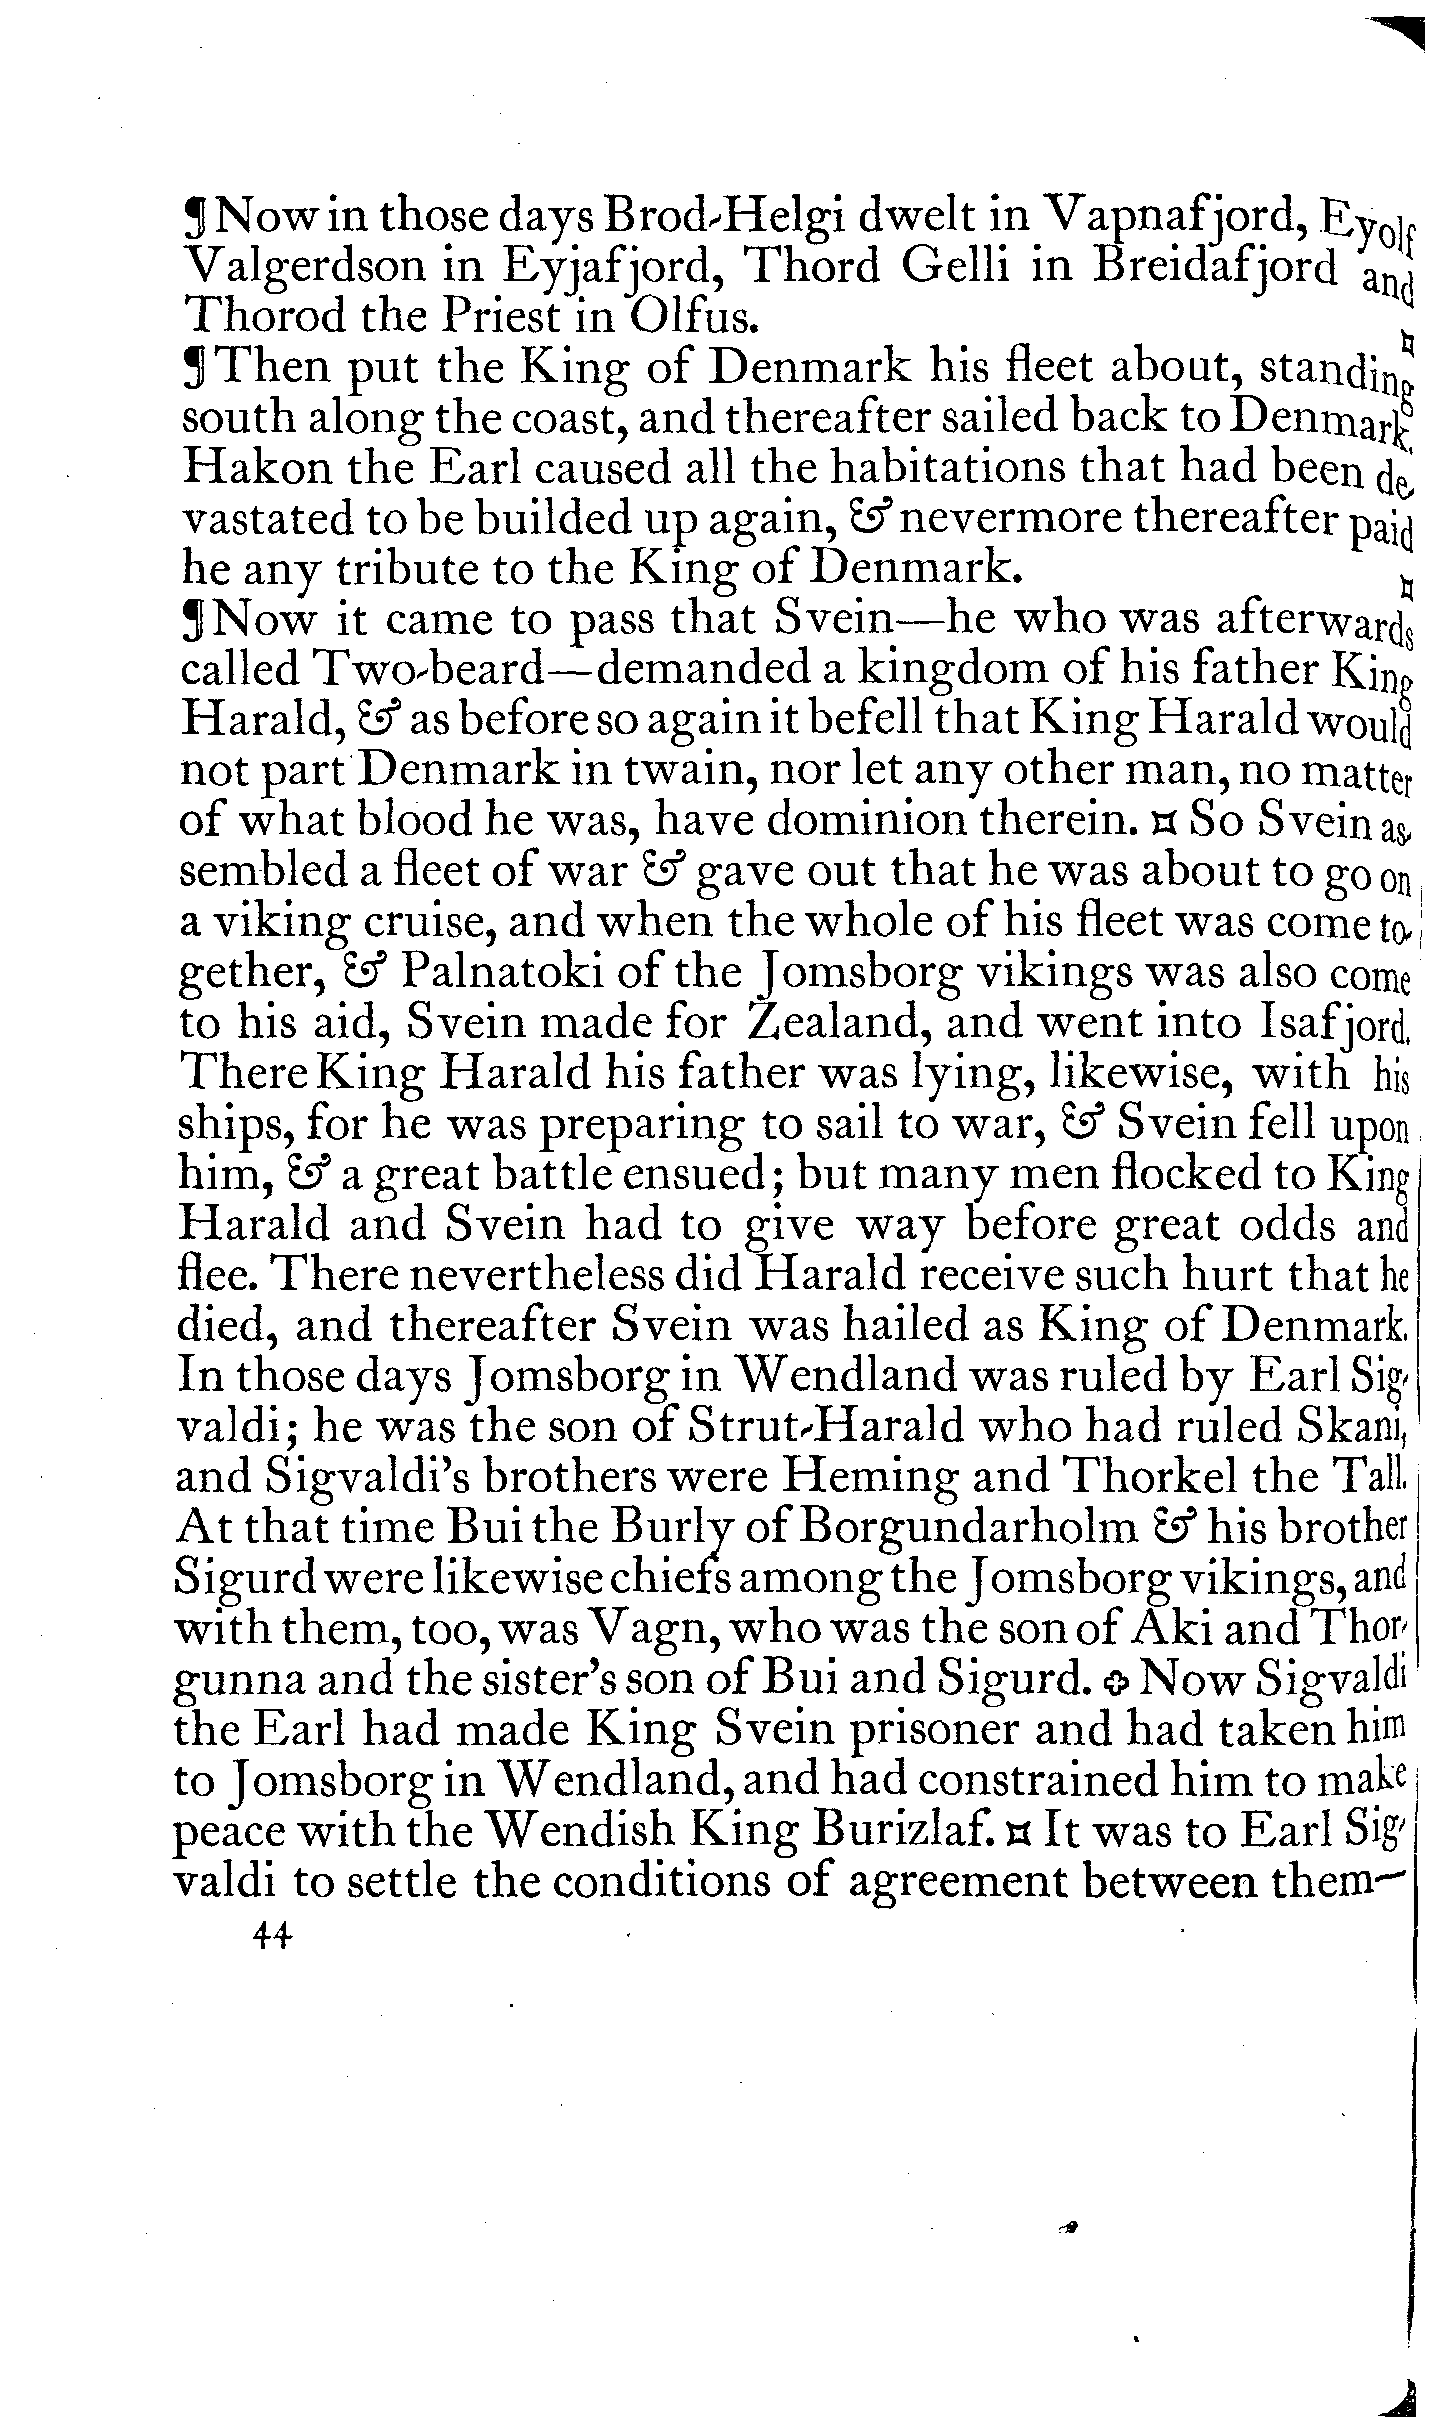 ¶ Now in those days Brod-Helgi dwelt in Vapnafjord, Eyolf
Valgerdson in Eyjafjord, Thord Gelli in Breidafjord and
Thorod the Priest in Olfus.
¶ Then put the King of Denmark his fleet about, standing
south along the coast, and thereafter sailed back to Denmark.
Hakon the Earl caused all the habitations that had been de-
vastated to be builded up again, & nevermore thereafter paid
he any tribute to the King of Denmark.
¶ Now it came to pass that Svein—he who was afterwards
called Two-beard—demanded a kingdom of his father King
Harald, & as before so again it befell that King Harald would
not part Denmark in twain, nor let any other man, no matter
of what blood he was, have dominion therein. ¤ So Svein as-
sembled a fleet of war & gave out that he was about to go on
a viking cruise, and when the whole of his fleet was come to-
gether, & Palnatoki of the Jomsborg vikings was also come
to his aid, Svein made for Zealand, and went into Isafjord.
There King Harald his father was lying, likewise, with his
ships, for he was preparing to sail to war, & Svein fell upon
him, & a great battle ensued; but many men flocked to King
Harald and Svein had to give way before great odds and
flee. There nevertheless did Harald receive such hurt that he
died, and thereafter Svein was hailed as King of Denmark.
In those days Jomsborg in Wendland was ruled by Earl Sig-
valdi; he was the son of Strut-Harald who had ruled Skani,
and Sigvaldi's brothers were Heming and Thorkel the Tall.
At that time Bui the Burly of Borgundarholm & his brother
Sigurd were likewise chiefs among the Jomsborg vikings, and
with them, too, was Vagn, who was the son of Aki and Thor-
gunna and the sister's son of Bui and Sigurd. Now Sigvaldi
the Earl had made King Svein prisoner and had taken him
to Jomsborg in Wendland, and had constrained him to make
peace with the Wendish King Burizlaf. ¤ It was to Earl Sig-
valdi to settle the conditions of agreement between them—
44